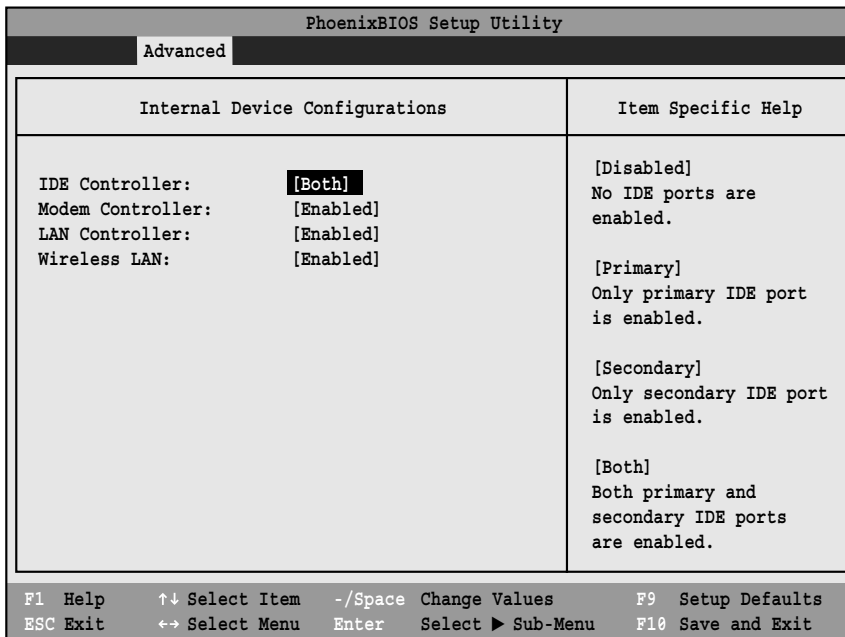 PhoenixBIOS Setup Utility
Advanced
Internal Device Configurations
IDE Controller: [Both]
Modem Controller: [Enabled]
LAN Controller: [Enabled]
Wireless LAN: [Enabled]
Item Specific Help
[Disabled]
No IDE ports are
enabled.
[Primary]
Only primary IDE port
is enabled.
[Secondary]
Only secondary IDE port
is enabled.
[Both]
Both primary and
secondary IDE ports
are enabled.
F1 Help ↑↓ Select Item -/Space Change Values F9 Setup Defaults
ESC Exit ←→ Select Menu Enter Select ▶ Sub-Menu F10 Save and Exit